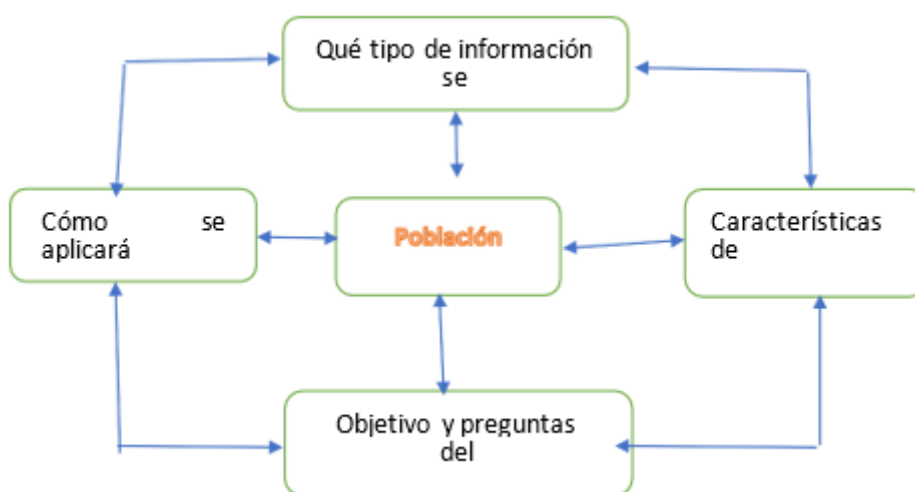 Qué tipo de información
se
Cómo se
aplicará
Población
Características
de
Objetivo y preguntas
del